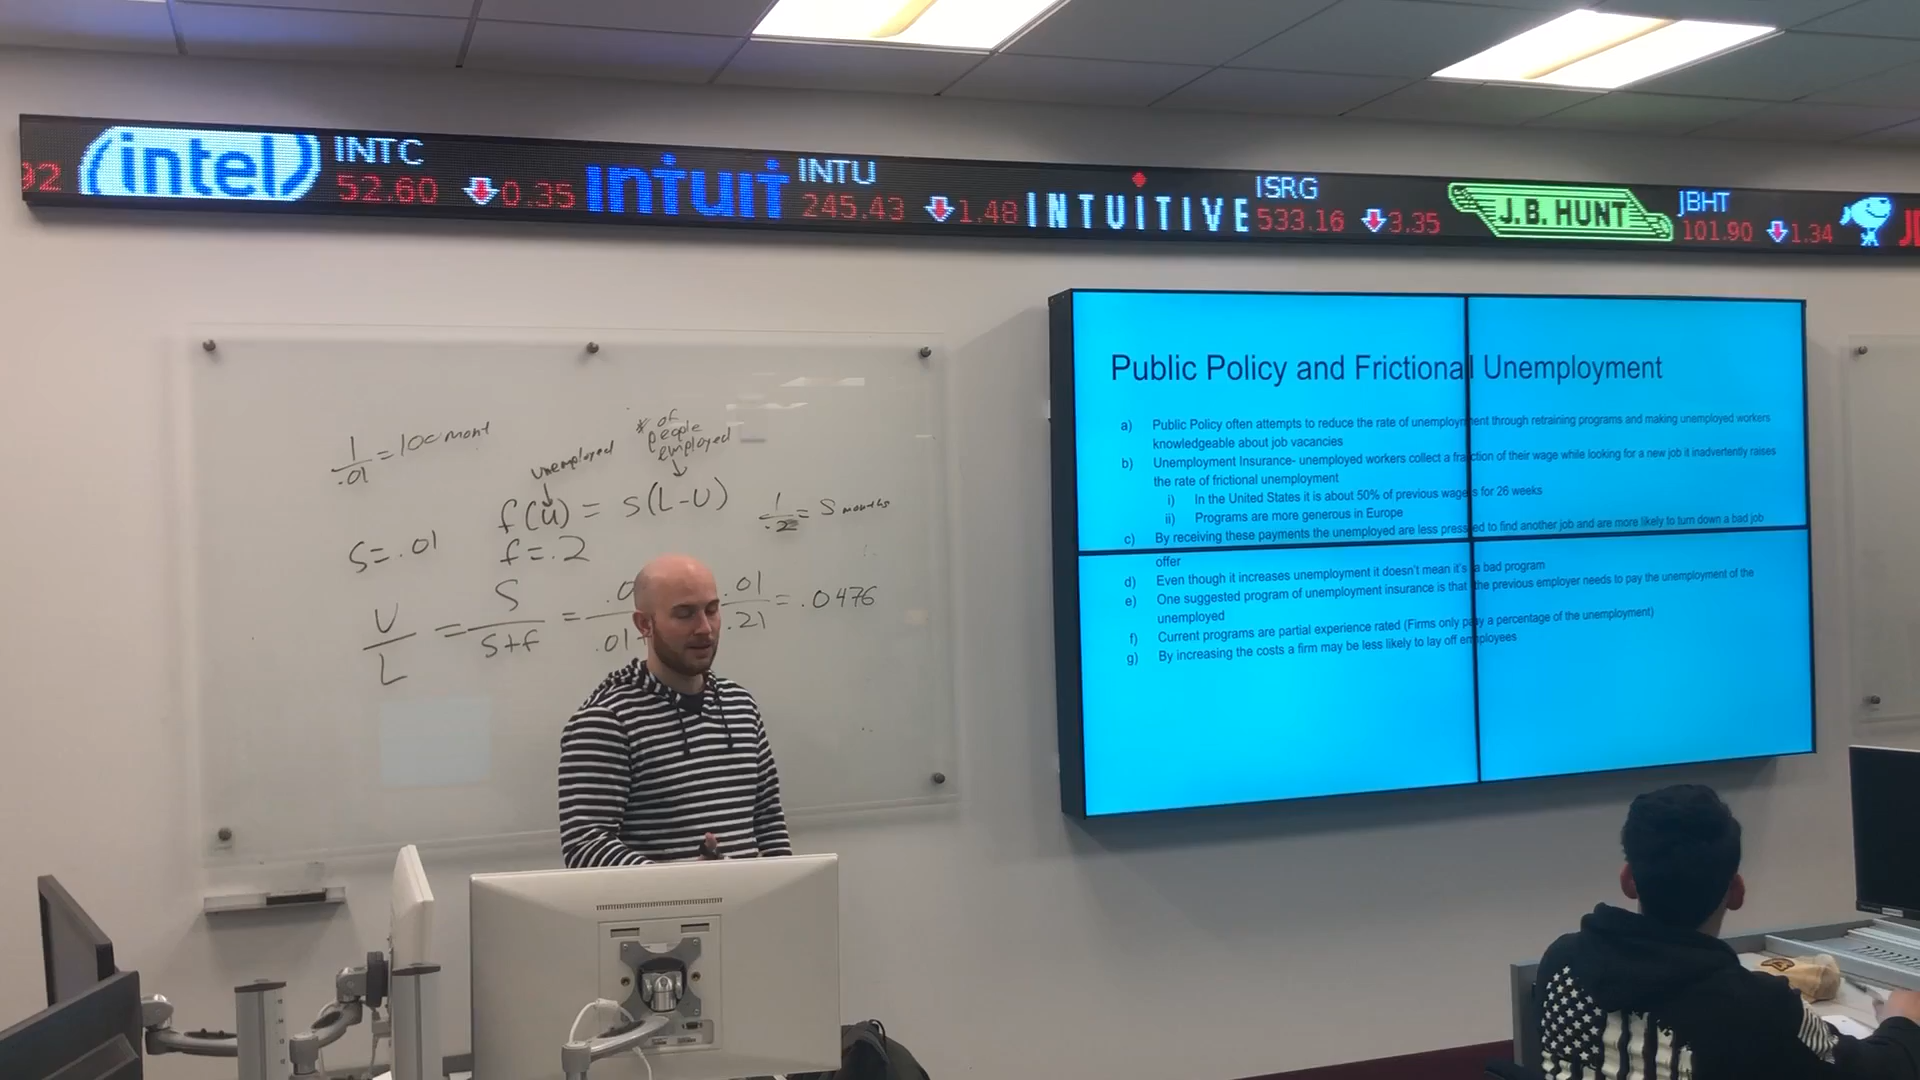 92 intel INTC 52.60 0.35 intuit INTU 245.43 1.48 INTUITIVE ISRG 533.16 3.35 J.B. HUNT JBHT 101.90 1.34
1/.01 = 100 mont
unemployed
# of
people
employed
f(u) = s(L-U)
1/.2 = 5 months
S = .01
f = .2
U/L = S/S+f = .0 .01 .01/.21 = .0476
Public Policy and Frictional Unemployment
a) Public Policy often attempts to reduce the rate of unemployment through retraining programs and making unemployed workers
knowledgeable about job vacancies
b) Unemployment Insurance- unemployed workers collect a fraction of their wage while looking for a new job it inadvertently raises
the rate of frictional unemployment
i) In the United States it is about 50% of previous wages for 26 weeks
ii) Programs are more generous in Europe
c) By receiving these payments the unemployed are less pressed to find another job and are more likely to turn down a bad job
offer
d) Even though it increases unemployment it doesn't mean it's a bad program
e) One suggested program of unemployment insurance is that the previous employer needs to pay the unemployment of the
unemployed
f) Current programs are partial experience rated (Firms only pay a percentage of the unemployment)
g) By increasing the costs a firm may be less likely to lay off employees